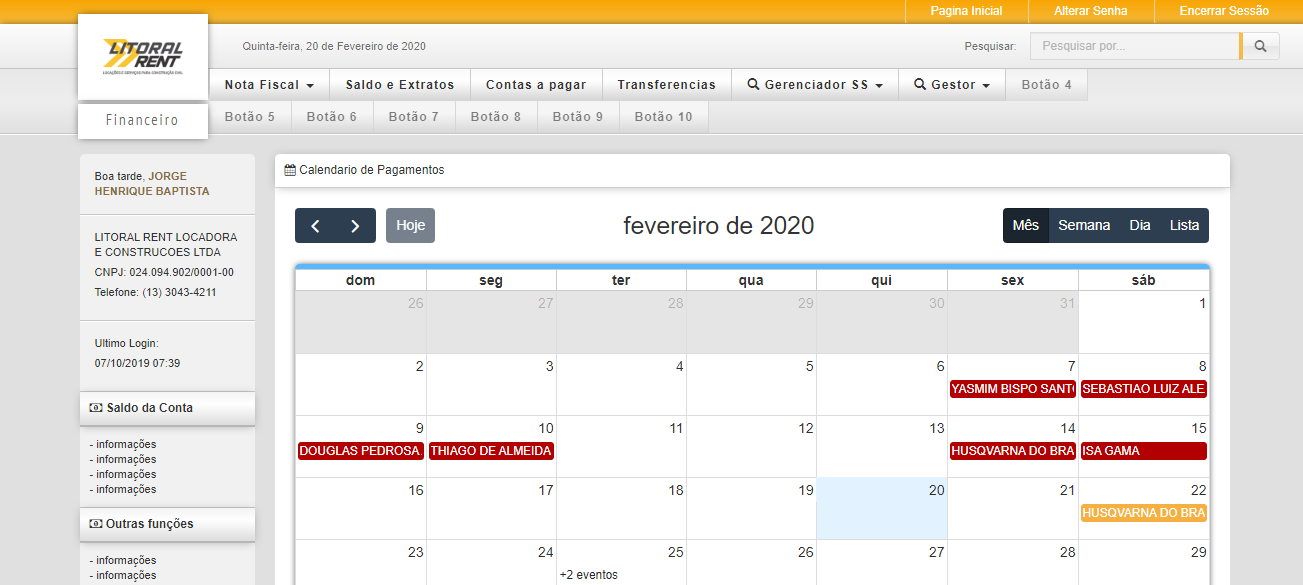 Pagina Inicial Alterar Senha Encerrar Sessão
LITORAL
RENT
LOCAÇÕES E SERVIÇOS PARA CONSTRUÇÃO CIVIL
Quinta-feira, 20 de Fevereiro de 2020
Pesquisar: Pesquisar por...
Nota Fiscal Saldo e Extratos Contas a pagar Transferencias Gerenciador SS Gestor Botão 4
Financeiro
Botão 5 Botão 6 Botão 7 Botão 8 Botão 9 Botão 10
Boa tarde, JORGE
HENRIQUE BAPTISTA
LITORAL RENT LOCADORA
E CONSTRUCOES LTDA
CNPJ: 024.094.902/0001-00
Telefone: (13) 3043-4211
Ultimo Login:
07/10/2019 07:39
Saldo da Conta
- informações
- informações
- informações
- informações
Outras funções
- informações
- informações
Calendario de Pagamentos
Hoje
fevereiro de 2020
Mês Semana Dia Lista
dom seg ter qua qui sex sáb
26 27 28 29 30 31 1
2 3 4 5 6 7 8
YASMIM BISPO SANT SEBASTIAO LUIZ ALE
9 10 11 12 13 14 15
DOUGLAS PEDROSA THIAGO DE ALMEIDA HUSQVARNA DO BRA ISA GAMA
16 17 18 19 20 21 22
HUSQVARNA DO BRA
23 24 25 26 27 28 29
+2 eventos